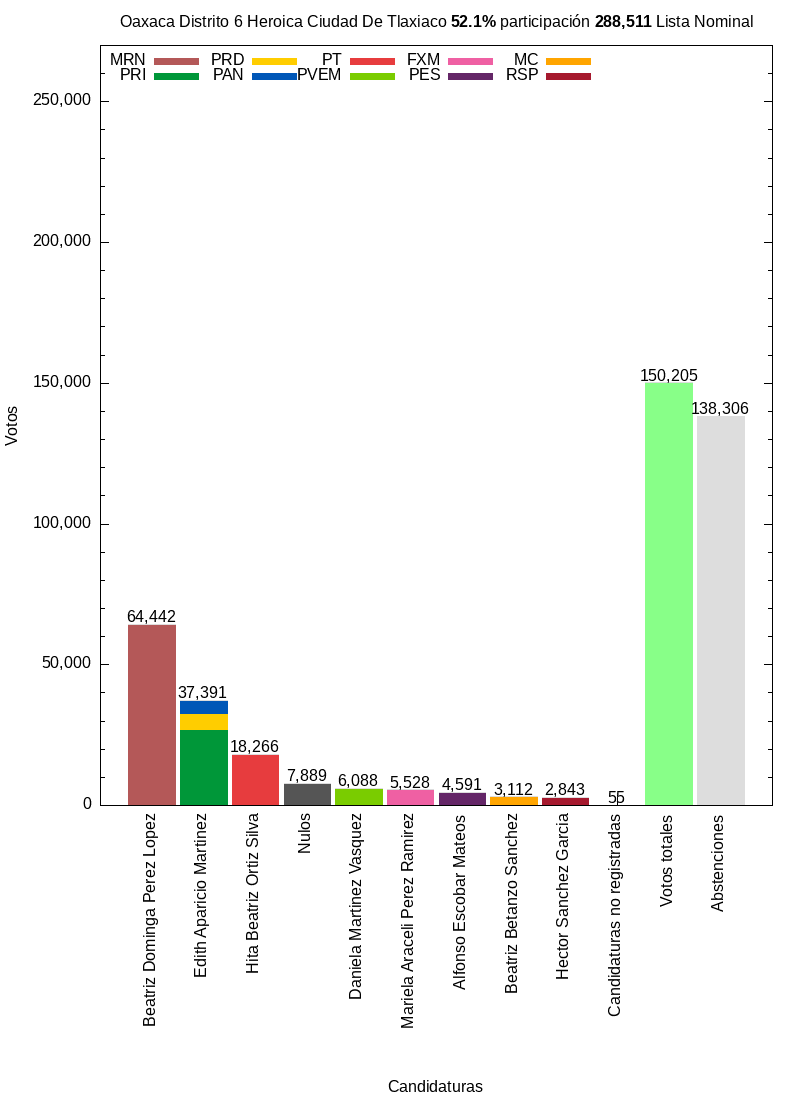 Oaxaca Distrito 6 Heroica Ciudad De Tlaxiaco 52.1% participación 288,511 Lista Nominal
MRN PRD PT FXM MC
PRI PAN PVEM PES RSP
250,000
200,000
150,000
100,000
50,000
0
Votos
64,442
37,391
18,266
7,889
6,088
5,528
4,591
3,112
2,843
55
150,205
138,306
Beatriz Dominga Perez Lopez
Edith Aparicio Martinez
Hita Beatriz Ortiz Silva
Nulos
Daniela Martinez Vasquez
Mariela Araceli Perez Ramirez
Alfonso Escobar Mateos
Beatriz Betanzo Sanchez
Hector Sanchez Garcia
Candidaturas no registradas
Votos totales
Abstenciones
Candidaturas